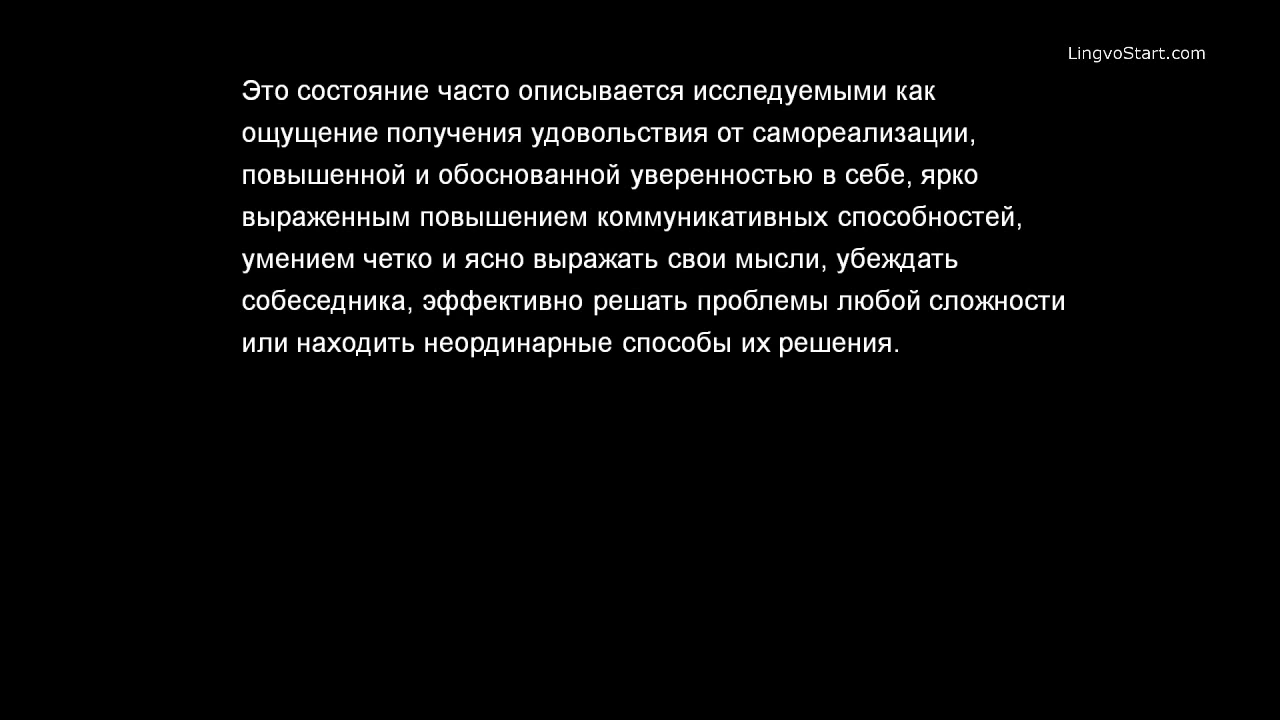 LingvoStart.com
Это состояние часто описывается исследуемыми как
ощущение получения удовольствия от самореализации,
повышенной и обоснованной уверенностью в себе, ярко
выраженным повышением коммуникативных способностей,
умением четко и ясно выражать свои мысли, убеждать
собеседника, эффективно решать проблемы любой сложности
или находить неординарные способы их решения.